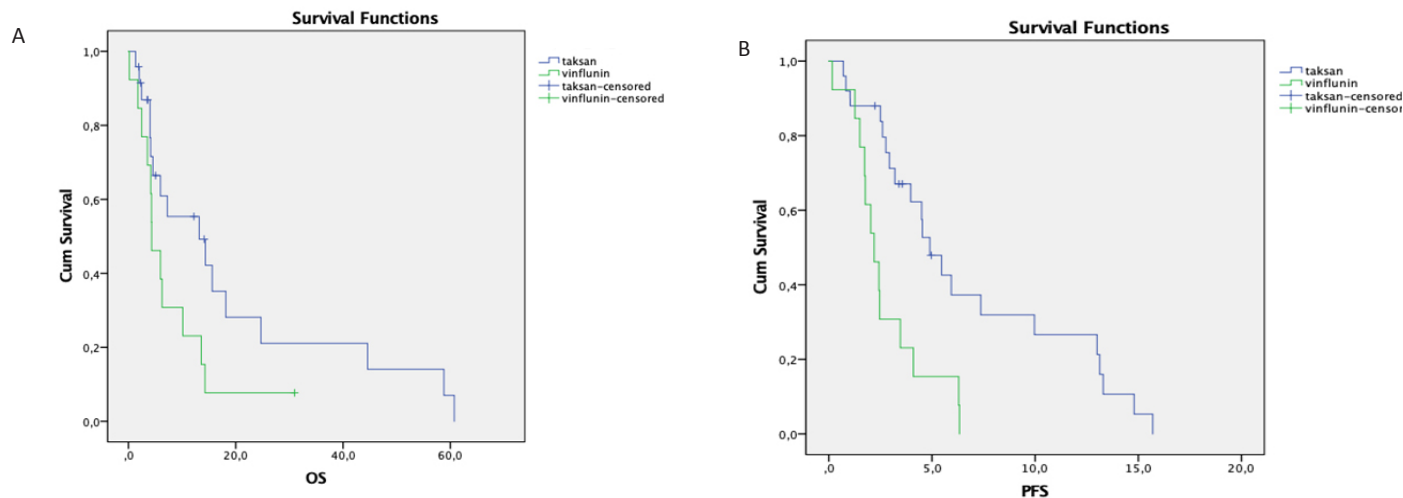 A
Survival Functions
1,0
0,8
0,6
0,4
0,2
0,0
Cum Survival
,0
20,0
40,0
60,0
OS
taksan
vinflunin
taksan-censored
vinflunin-censored
B
Survival Functions
1,0
0,8
0,6
0,4
0,2
0,0
Cum Survival
,0
5,0
10,0
15,0
20,0
PFS
taksan
vinflunin
taksan-censored
vinflunin-censor